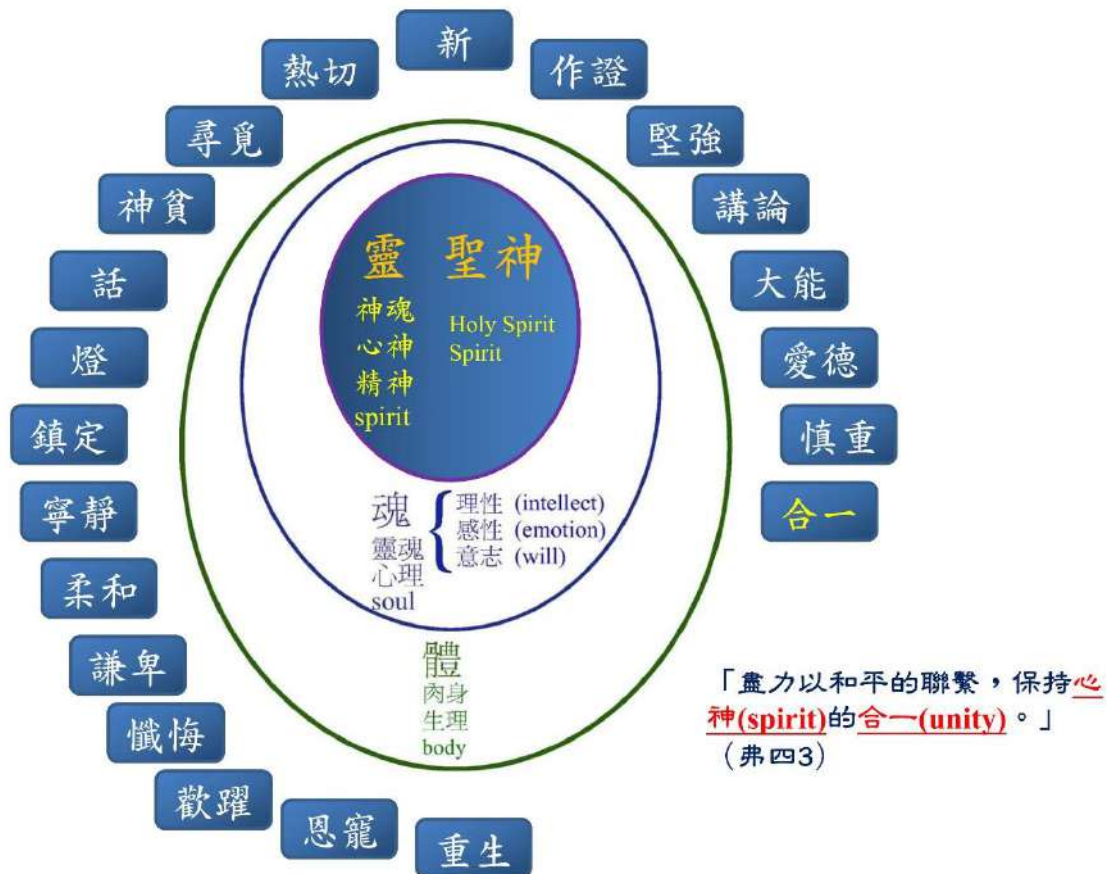 新
熱切
作證
尋覓
堅強
神貧
講論
話
大能
燈
愛德
鎮定
慎重
寧靜
合一
柔和
謙卑
懺悔
歡躍
恩寵
重生
靈 聖神
神魂
心神
精神
spirit
Holy Spirit
Spirit
魂
靈魂
心理
soul
理性 (intellect)
感性 (emotion)
意志 (will)
體
肉身
生理
body
「盡力以和平的聯繫，保持心
神(spirit)的合一(unity)。」
（弗四3）